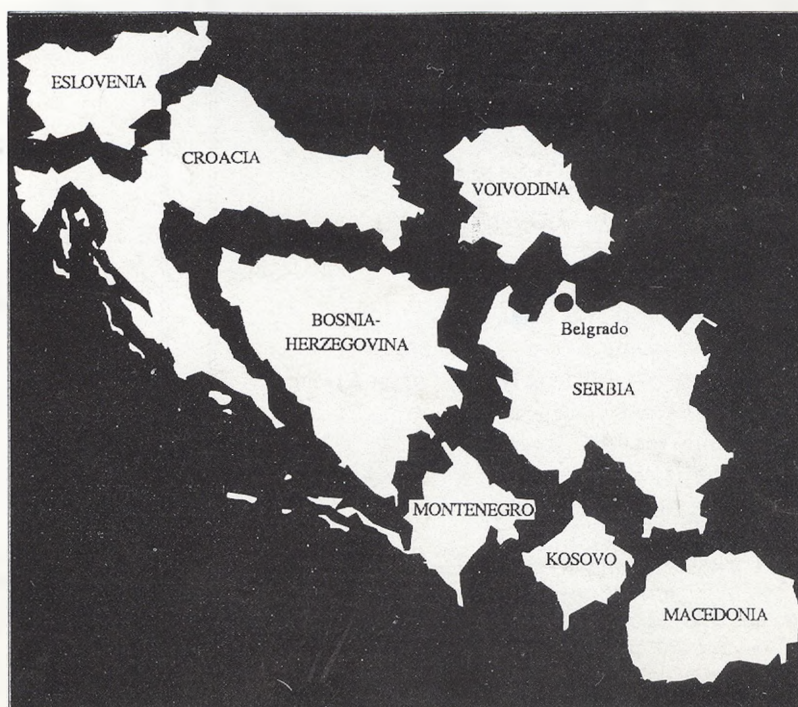 ESLOVENIA
CROACIA
VOIVODINA
BOSNIA-
HERZEGOVINA
Belgrado
SERBIA
MONTENEGRO
KOSOVO
MACEDONIA